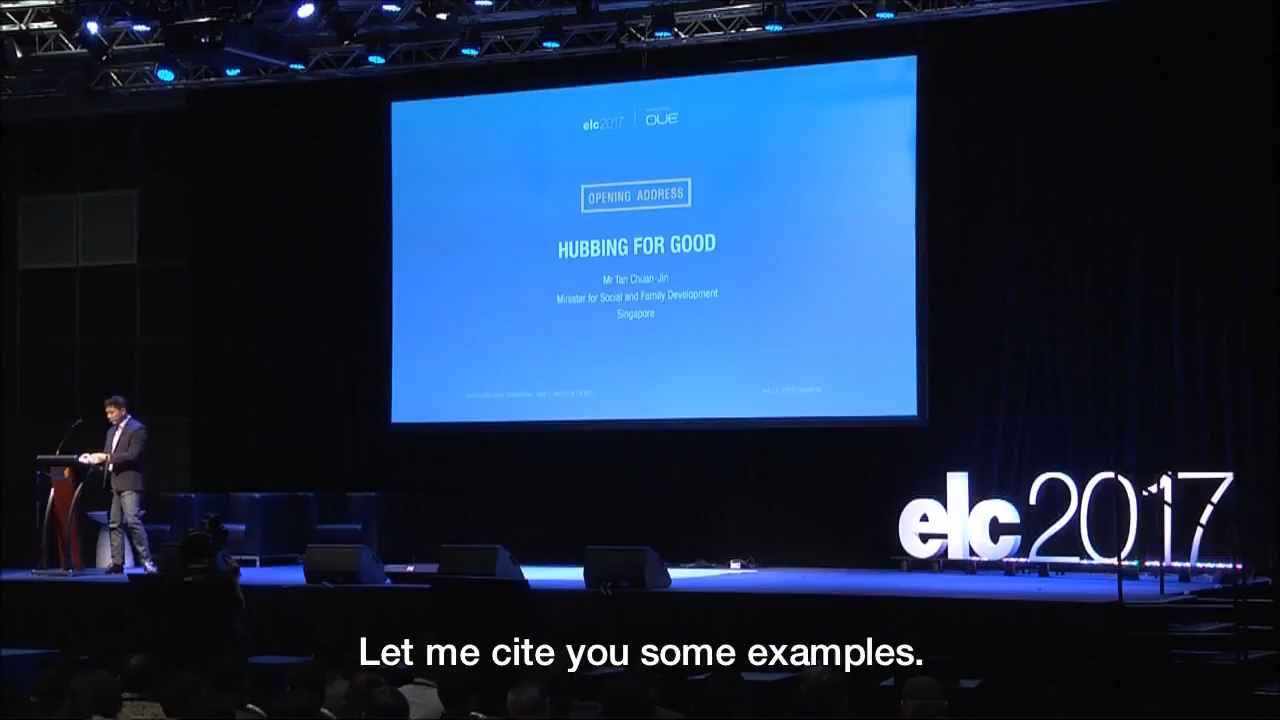 elc2017 OUE
OPENING ADDRESS
HUBBING FOR GOOD
Mr Tan Chuan-Jin
Minister for Social and Family Development
Singapore
elc2017
Let me cite you some examples.